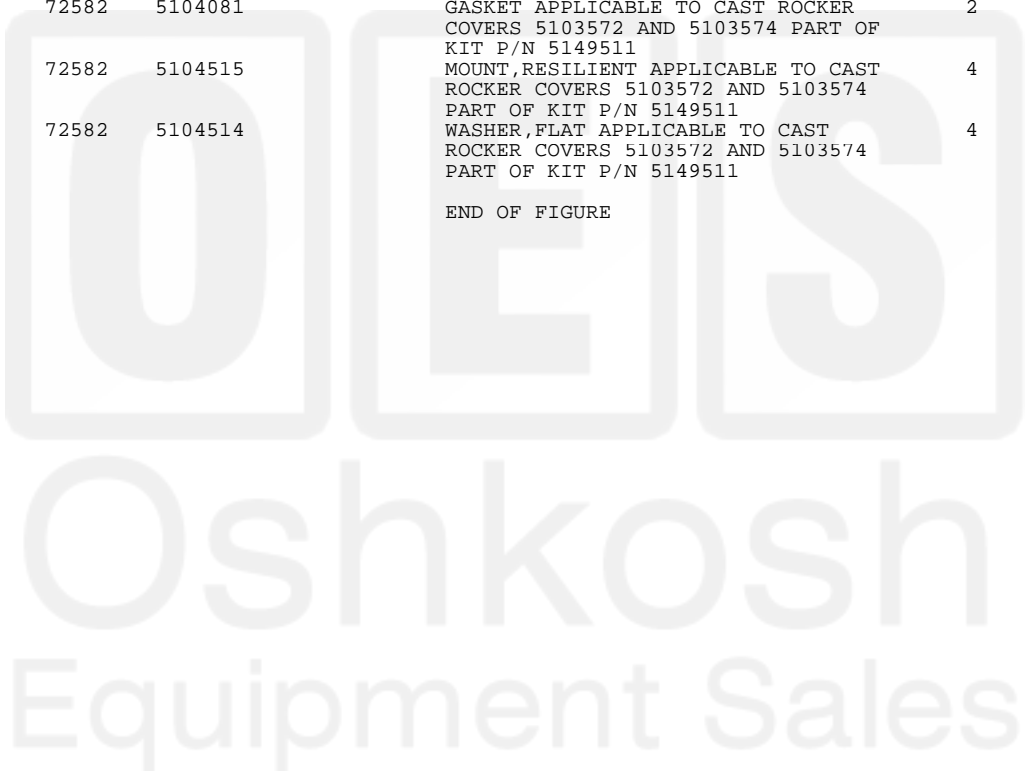 72582 5104081 GASKET APPLICABLE TO CAST ROCKER 2
COVERS 5103572 AND 5103574 PART OF
KIT P/N 5149511
72582 5104515 MOUNT,RESILIENT APPLICABLE TO CAST 4
ROCKER COVERS 5103572 AND 5103574
PART OF KIT P/N 5149511
72582 5104514 WASHER,FLAT APPLICABLE TO CAST 4
ROCKER COVERS 5103572 AND 5103574
PART OF KIT P/N 5149511
END OF FIGURE
OES
Oshkosh
Equipment Sales